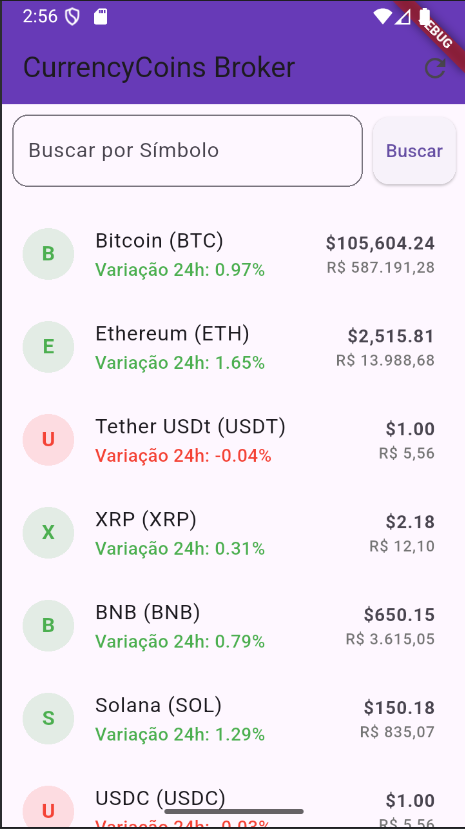 2:56
DEBUG
CurrencyCoins Broker
Buscar por Símbolo
Buscar
B
Bitcoin (BTC)
$105,604.24
Variação 24h: 0.97%
R$ 587.191,28
E
Ethereum (ETH)
$2,515.81
Variação 24h: 1.65%
R$ 13.988,68
U
Tether USDt (USDT)
$1.00
Variação 24h: -0.04%
R$ 5,56
X
XRP (XRP)
$2.18
Variação 24h: 0.31%
R$ 12,10
B
BNB (BNB)
$650.15
Variação 24h: 0.79%
R$ 3.615,05
S
Solana (SOL)
$150.18
Variação 24h: 1.29%
R$ 835,07
U
USDC (USDC)
$1.00
Variação 24h: -0.03%
R$ 5,56